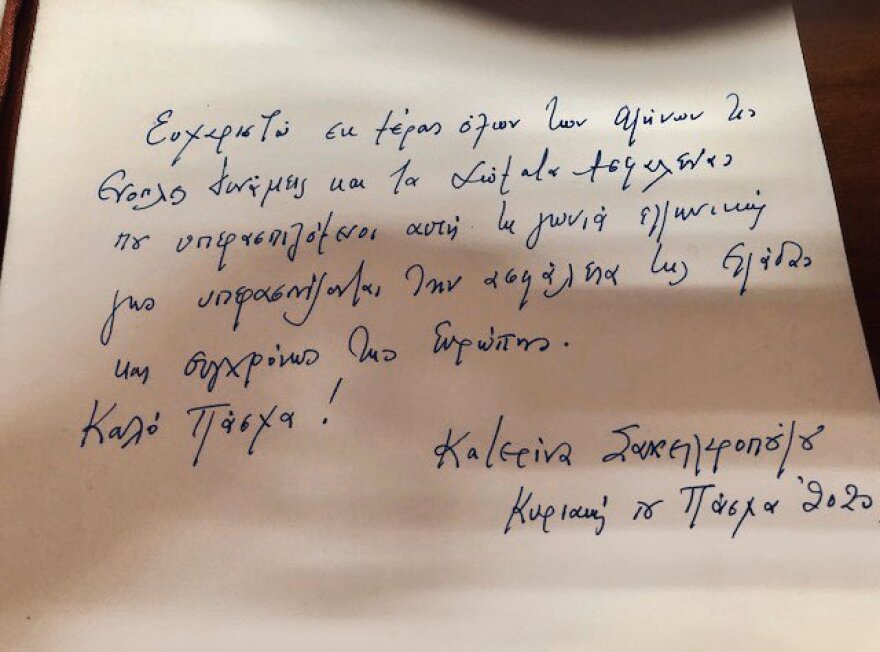 Ευχαριστώ εκ μέρους όλων των Ελλήνων τις
Ένοπλες Δυνάμεις και τα Σώματα Ασφαλείας
που υπερασπιζόμενοι αυτή τη γωνιά ελληνικής
γης υπερασπίζονται την ασφάλεια της Ελλάδας
και συγχρόνως της Ευρώπης.
Καλό Πάσχα!
Κατερίνα Σακελλαροπούλου
Κυριακή του Πάσχα 2020